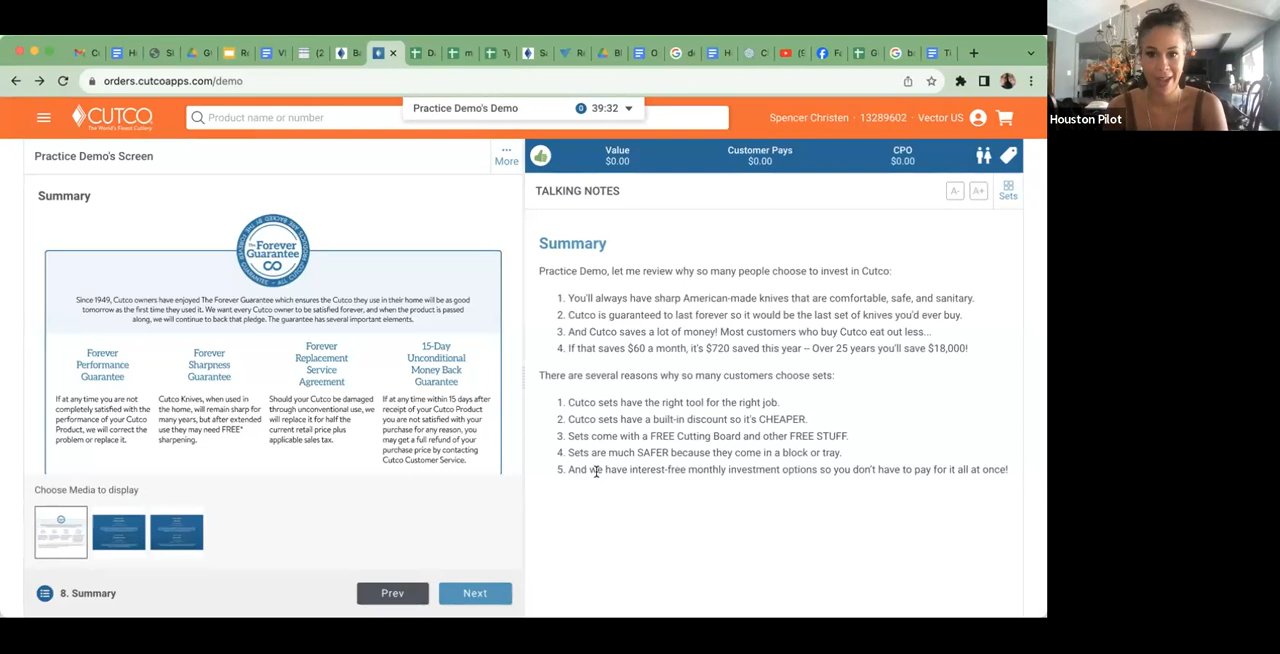 orders.cutcoapps.com/demo
CUTCO
The World's Finest Cutlery
Product name or number
Practice Demo's Demo
0
39:32
Spencer Christen · 13289602 · Vector US
Houston Pilot
Practice Demo's Screen
More
Summary
Forever
Guarantee
Since 1949, Cutco owners have enjoyed The Forever Guarantee which ensures the Cutco they use in their home will be as good
tomorrow as the first time they used it. We want every Cutco owner to be satisfied forever, and when the product is passed
along, we will continue to back that pledge. The guarantee has several important elements.
Forever
Performance
Guarantee
If at any time you are not
completely satisfied with the
performance of your Cutco
Product, we will correct the
problem or replace it.
Forever
Sharpness
Guarantee
Cutco Knives, when used in
the home, will remain sharp for
many years, but after extended
use they may need FREE*
sharpening.
Forever
Replacement
Service
Agreement
Should your Cutco be damaged
through unconventional use, we
will replace it for half the
current retail price plus
applicable sales tax.
15-Day
Unconditional
Money Back
Guarantee
If at any time within 15 days after
receipt of your Cutco Product
you are not satisfied with your
purchase for any reason, you
may get a full refund of your
purchase price by contacting
Cutco Customer Service.
Choose Media to display
8. Summary
Prev
Next
Value
$0.00
Customer Pays
$0.00
CPO
$0.00
TALKING NOTES
A-
A+
Sets
Summary
Practice Demo, let me review why so many people choose to invest in Cutco:
1. You'll always have sharp American-made knives that are comfortable, safe, and sanitary.
2. Cutco is guaranteed to last forever so it would be the last set of knives you'd ever buy.
3. And Cutco saves a lot of money! Most customers who buy Cutco eat out less...
4. If that saves $60 a month, it's $720 saved this year – Over 25 years you'll save $18,000!
There are several reasons why so many customers choose sets:
1. Cutco sets have the right tool for the right job.
2. Cutco sets have a built-in discount so it's CHEAPER.
3. Sets come with a FREE Cutting Board and other FREE STUFF.
4. Sets are much SAFER because they come in a block or tray.
5. And we have interest-free monthly investment options so you don't have to pay for it all at once!